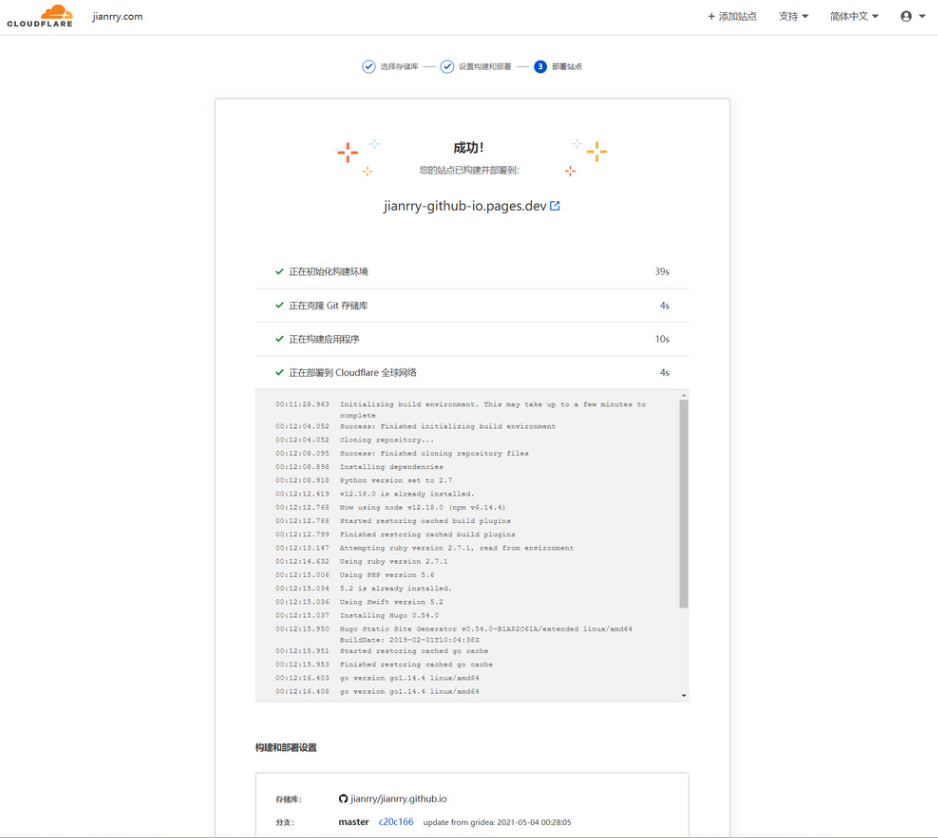 CLOUDFLARE
jianrry.com
+ 添加站点 支持 简体中文
选择存储库 设置构建和部署 3 部署站点
成功!
您的站点已构建并部署到:
jianrry-github-io.pages.dev
正在初始化构建环境 39s
正在克隆 Git 存储库 4s
正在构建应用程序 10s
正在部署到 Cloudflare 全球网络 4s
00:11:28.963 Initializing build environment. This may take up to a few minutes to
complete
00:12:04.052 Success: Finished initializing build environment
00:12:04.052 Cloning repository...
00:12:08.095 Success: Finished cloning repository files
00:12:08.898 Installing dependencies
00:12:08.918 Python version set to 2.7
00:12:12.419 v12.18.0 is already installed.
00:12:12.768 Now using node v12.18.0 (npm v6.14.4)
00:12:12.788 Started restoring cached build plugins
00:12:12.799 Finished restoring cached build plugins
00:12:13.147 Attempting ruby version 2.7.1, read from environment
00:12:14.632 Using ruby version 2.7.1
00:12:15.006 Using PHP version 5.6
00:12:15.034 5.2 is already installed.
00:12:15.036 Using Swift version 5.2
00:12:15.037 Installing Hugo 0.54.0
00:12:15.950 Hugo Static Site Generator v0.54.0-B1A82C61A/extended linux/amd64
BuildDate: 2019-02-01T10:04:38Z
00:12:15.951 Started restoring cached go cache
00:12:15.953 Finished restoring cached go cache
00:12:16.403 go version go1.14.4 linux/amd64
00:12:16.408 go version go1.14.4 linux/amd64
构建和部署设置
存储库: jianrry/jianrry.github.io
分支: master c20c166 update from gridea: 2021-05-04 00:28:05